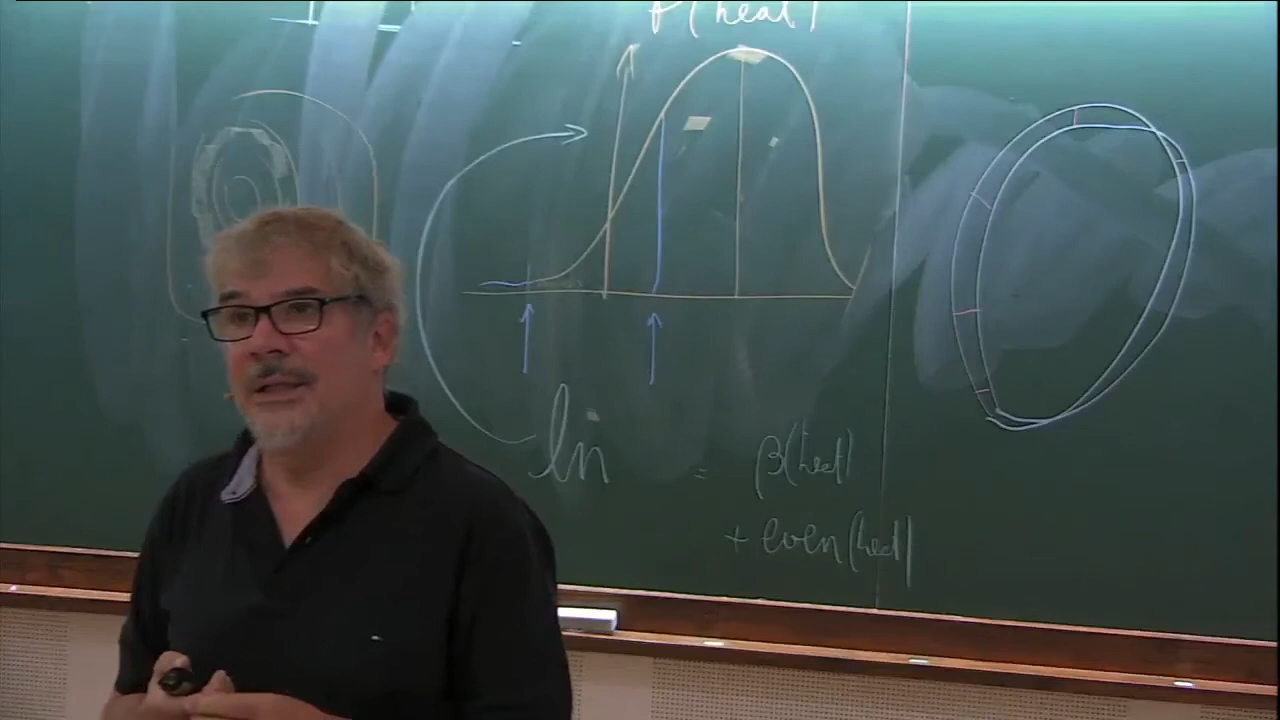 P(heat)
ln = β(heat)
+ even(heat)